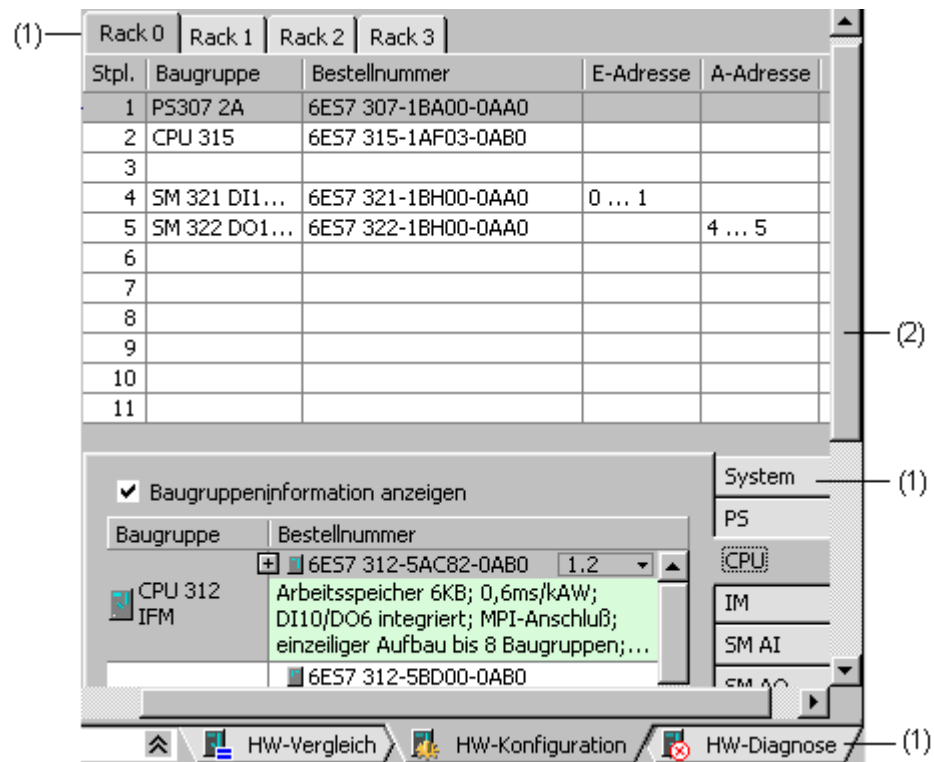 (1) Rack 0 Rack 1 Rack 2 Rack 3
Stpl. Baugruppe Bestellnummer E-Adresse A-Adresse
1 PS307 2A 6ES7 307-1BA00-0AA0
2 CPU 315 6ES7 315-1AF03-0AB0
3
4 SM 321 DI1... 6ES7 321-1BH00-0AA0 0 ... 1
5 SM 322 DO1... 6ES7 322-1BH00-0AA0 4 ... 5
6
7
8
9
10
11
(2)
Baugruppeninformation anzeigen
Baugruppe Bestellnummer
6ES7 312-5AC82-0AB0 1.2
CPU 312
IFM
Arbeitsspeicher 6KB; 0,6ms/kAW;
DI10/DO6 integriert; MPI-Anschluß;
einzeiliger Aufbau bis 8 Baugruppen;...
6ES7 312-5BD00-0AB0
System (1)
PS
CPU
IM
SM AI
SM AO
HW-Vergleich HW-Konfiguration HW-Diagnose (1)